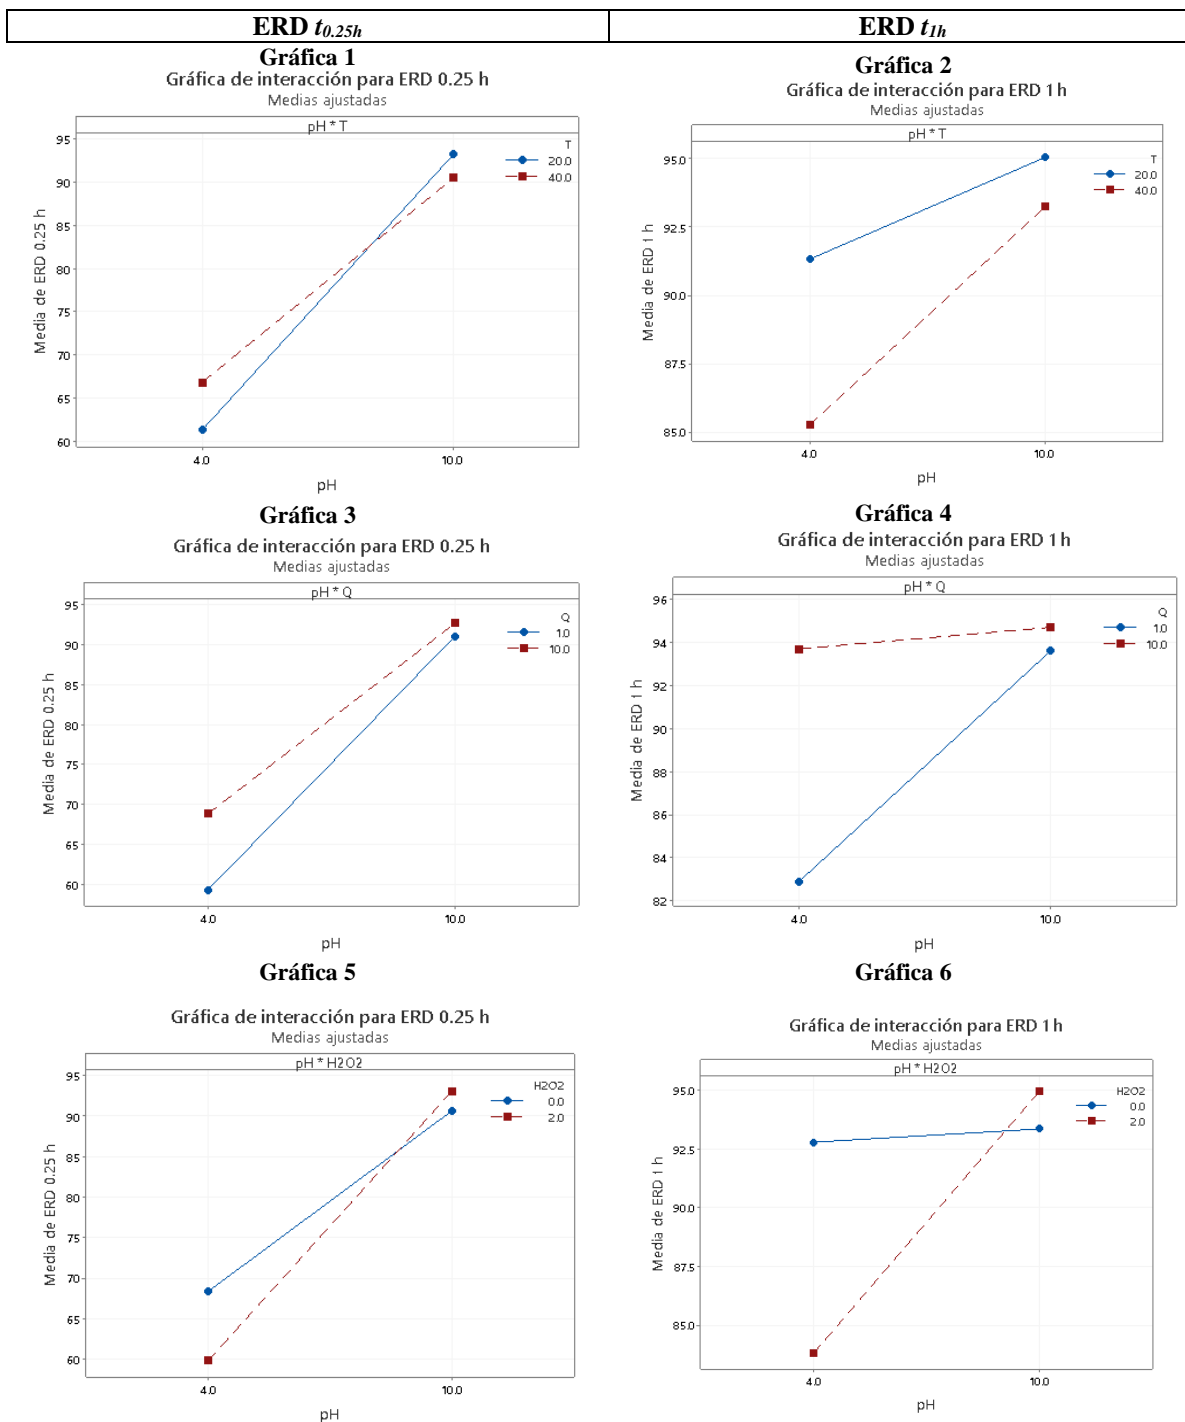 ERD t0.25h
ERD t1h
Gráfica 1
Gráfica de interacción para ERD 0.25 h
Medias ajustadas
pH * T
95
90
85
80
75
70
65
60
Media de ERD 0.25 h
T
20.0
40.0
4.0
10.0
pH
Gráfica 2
Gráfica de interacción para ERD 1 h
Medias ajustadas
pH * T
95.0
92.5
90.0
87.5
85.0
Media de ERD 1 h
T
20.0
40.0
4.0
10.0
pH
Gráfica 3
Gráfica de interacción para ERD 0.25 h
Medias ajustadas
pH * Q
95
90
85
80
75
70
65
60
Media de ERD 0.25 h
Q
1.0
10.0
4.0
10.0
pH
Gráfica 4
Gráfica de interacción para ERD 1 h
Medias ajustadas
pH * Q
96
94
92
90
88
86
84
82
Media de ERD 1 h
Q
1.0
10.0
4.0
10.0
pH
Gráfica 5
Gráfica de interacción para ERD 0.25 h
Medias ajustadas
pH * H2O2
95
90
85
80
75
70
65
60
Media de ERD 0.25 h
H2O2
0.0
2.0
4.0
10.0
pH
Gráfica 6
Gráfica de interacción para ERD 1 h
Medias ajustadas
pH * H2O2
95.0
92.5
90.0
87.5
85.0
Media de ERD 1 h
H2O2
0.0
2.0
4.0
10.0
pH